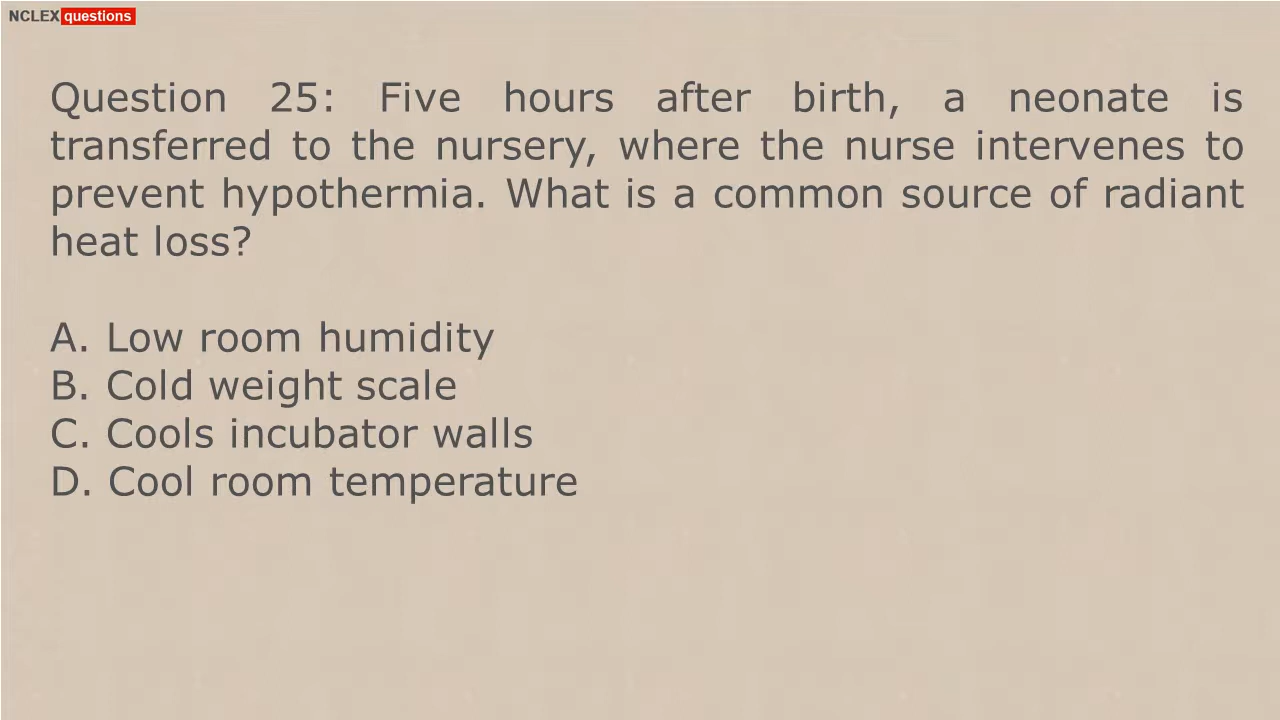 NCLEX questions
Question 25: Five hours after birth, a neonate is
transferred to the nursery, where the nurse intervenes to
prevent hypothermia. What is a common source of radiant
heat loss?
A. Low room humidity
B. Cold weight scale
C. Cools incubator walls
D. Cool room temperature